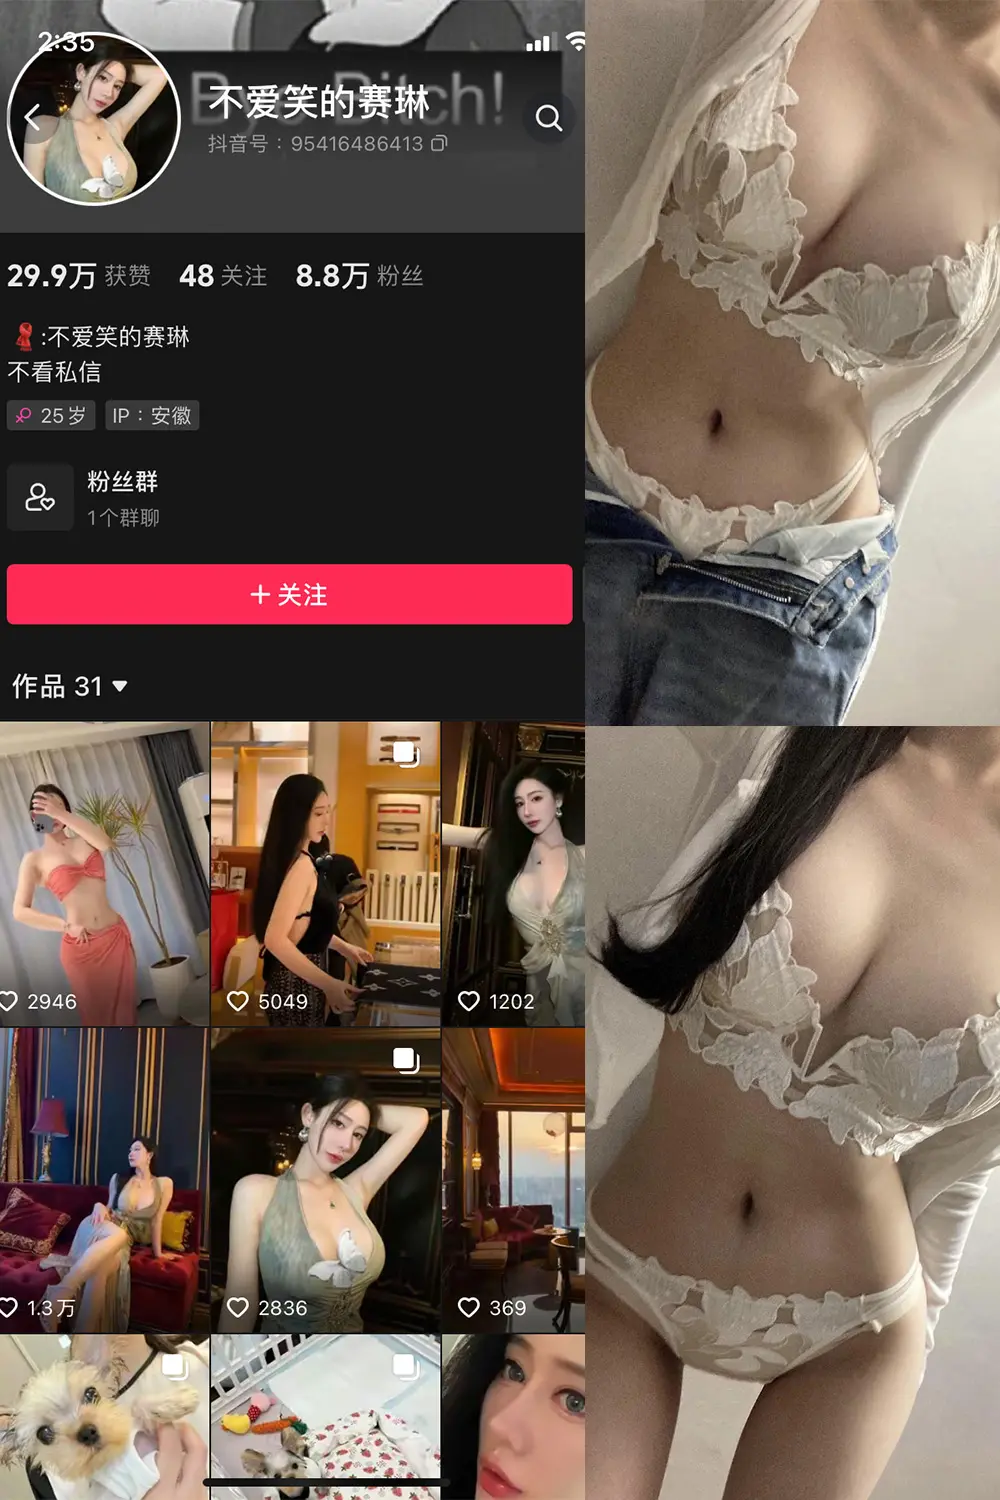 2:35
不爱笑的赛琳
抖音号：95416486413
29.9万 获赞 48 关注 8.8万 粉丝
:不爱笑的赛琳
不看私信
25岁 IP：安徽
粉丝群
1个群聊
+ 关注
作品 31
2946
5049
1202
1.3万
2836
369